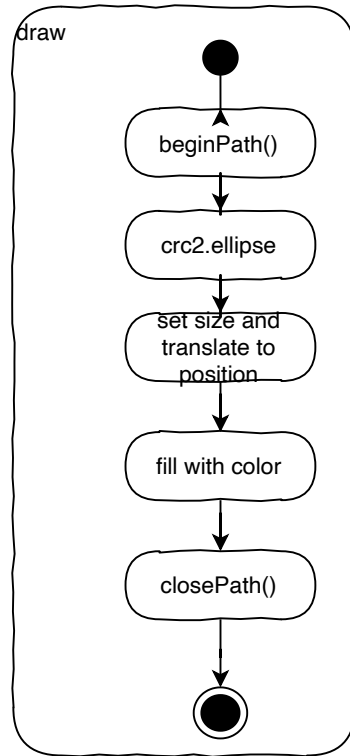 draw
beginPath()
crc2.ellipse
set size and
translate to
position
fill with color
closePath()